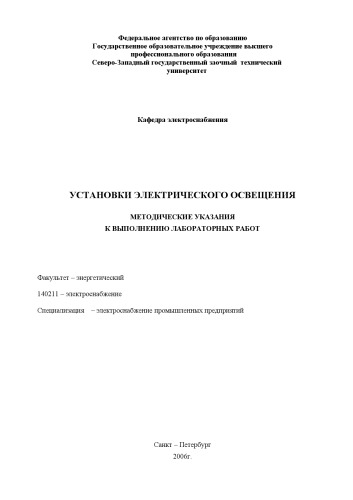 Федеральное агентство по образованию
Государственное образовательное учреждение высшего
профессионального образования
Северо-Западный государственный заочный технический
университет
Кафедра электроснабжения
УСТАНОВКИ ЭЛЕКТРИЧЕСКОГО ОСВЕЩЕНИЯ
МЕТОДИЧЕСКИЕ УКАЗАНИЯ
К ВЫПОЛНЕНИЮ ЛАБОРАТОРНЫХ РАБОТ
Факультет – энергетический
140211 – электроснабжение
Специализация – электроснабжение промышленных предприятий
Санкт – Петербург
2006г.